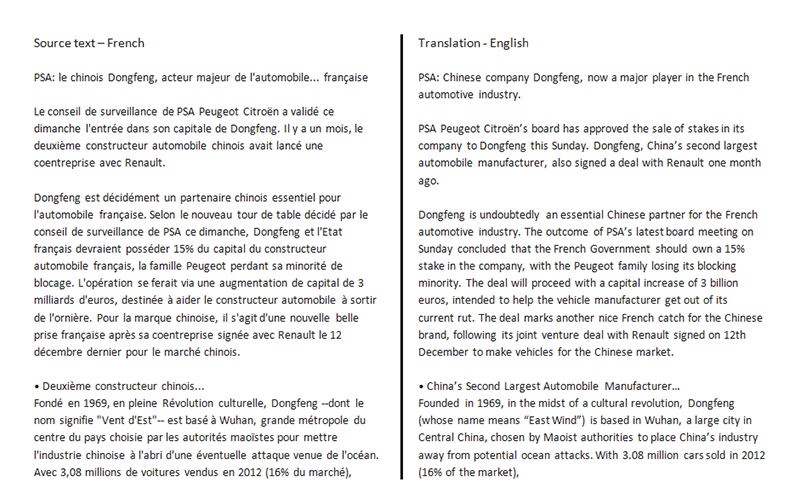 Source text – French
PSA: le chinois Dongfeng, acteur majeur de l'automobile... française
Le conseil de surveillance de PSA Peugeot Citroën a validé ce
dimanche l'entrée dans son capitale de Dongfeng. Il y a un mois, le
deuxième constructeur automobile chinois avait lancé une
coentreprise avec Renault.
Dongfeng est décidément un partenaire chinois essentiel pour
l'automobile française. Selon le nouveau tour de table décidé par le
conseil de surveillance de PSA ce dimanche, Dongfeng et l'Etat
français devraient posséder 15% du capital du constructeur
automobile français, la famille Peugeot perdant sa minorité de
blocage. L'opération se ferait via une augmentation de capital de 3
milliards d'euros, destinée à aider le constructeur automobile à sortir
de l'ornière. Pour la marque chinoise, il s'agit d'une nouvelle belle
prise française après sa coentreprise signée avec Renault le 12
décembre dernier pour le marché chinois.
• Deuxième constructeur chinois...
Fondé en 1969, en pleine Révolution culturelle, Dongfeng --dont le
nom signifie "Vent d'Est"-- est basé à Wuhan, grande métropole du
centre du pays choisie par les autorités maoïstes pour mettre
l'industrie chinoise à l'abri d'une éventuelle attaque venue de l'océan.
Avec 3,08 millions de voitures vendus en 2012 (16% du marché),
Translation - English
PSA: Chinese company Dongfeng, now a major player in the French
automotive industry.
PSA Peugeot Citroën's board has approved the sale of stakes in its
company to Dongfeng this Sunday. Dongfeng, China's second largest
automobile manufacturer, also signed a deal with Renault one month
ago.
Dongfeng is undoubtedly an essential Chinese partner for the French
automotive industry. The outcome of PSA's latest board meeting on
Sunday concluded that the French Government should own a 15%
stake in the company, with the Peugeot family losing its blocking
minority. The deal will proceed with a capital increase of 3 billion
euros, intended to help the vehicle manufacturer get out of its
current rut. The deal marks another nice French catch for the Chinese
brand, following its joint venture deal with Renault signed on 12th
December to make vehicles for the Chinese market.
• China's Second Largest Automobile Manufacturer...
Founded in 1969, in the midst of a cultural revolution, Dongfeng
(whose name means “East Wind”) is based in Wuhan, a large city in
Central China, chosen by Maoist authorities to place China's industry
away from potential ocean attacks. With 3.08 million cars sold in 2012
(16% of the market),